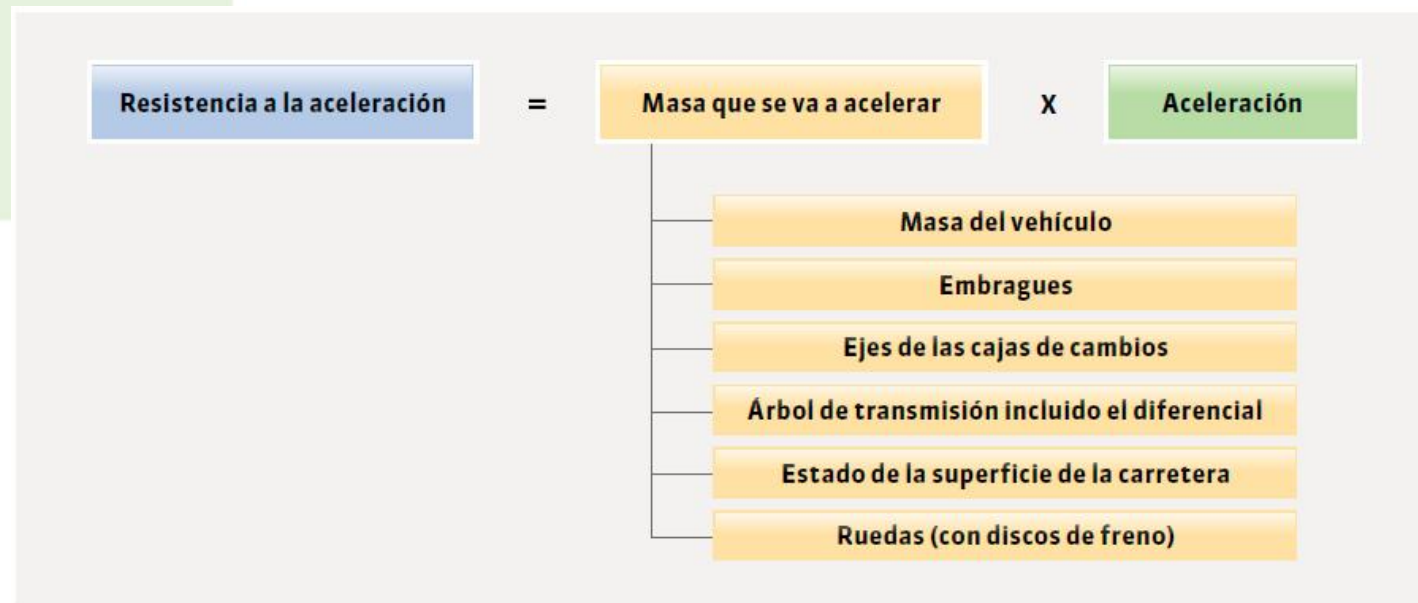 Resistencia a la aceleración = Masa que se va a acelerar X Aceleración
Masa del vehículo
Embragues
Ejes de las cajas de cambios
Árbol de transmisión incluido el diferencial
Estado de la superficie de la carretera
Ruedas (con discos de freno)